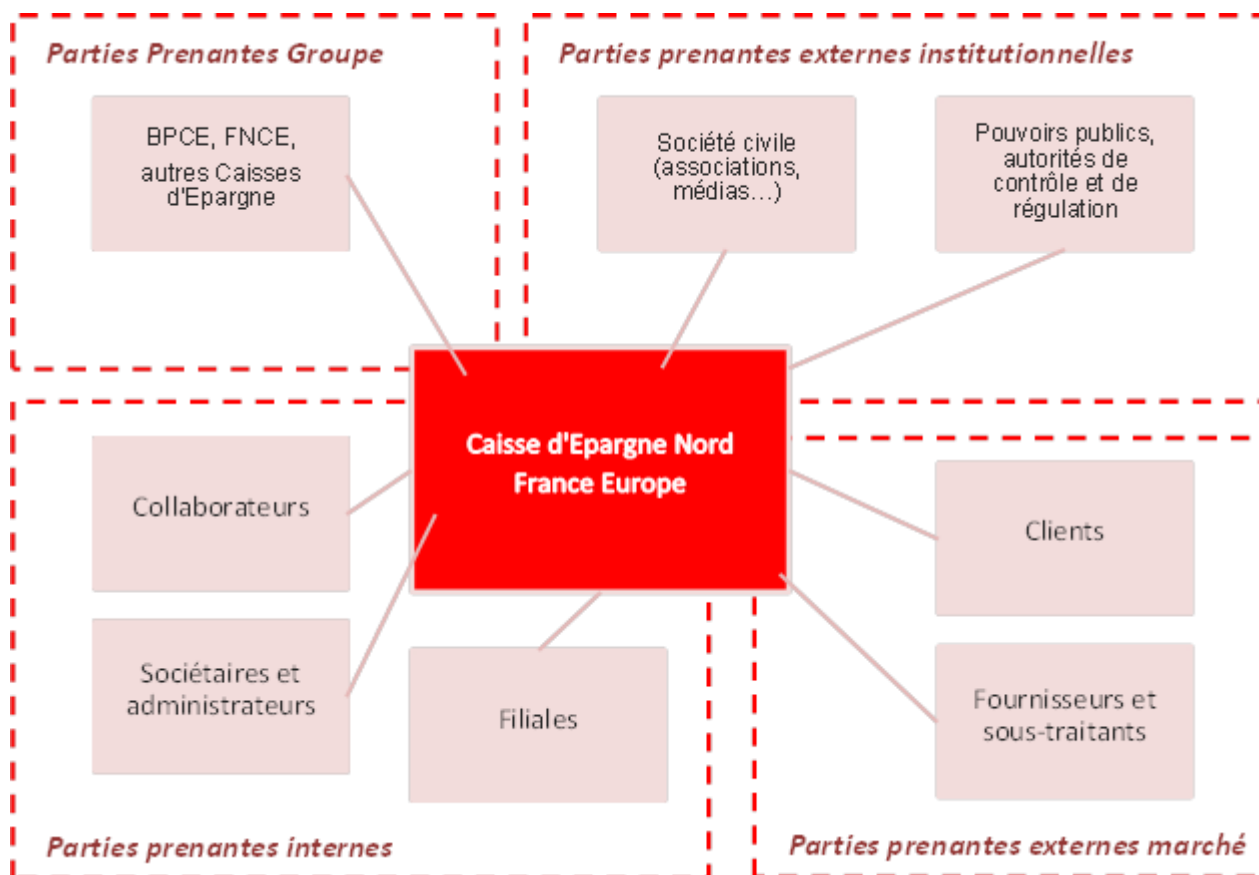 Parties Prenantes Groupe
BPCE, FNCE,
autres Caisses
d'Epargne
Parties prenantes externes institutionnelles
Société civile
(associations,
médias...)
Pouvoirs publics,
autorités de
contrôle et de
régulation
Caisse d'Epargne Nord
France Europe
Collaborateurs
Sociétaires et
administrateurs
Filiales
Parties prenantes internes
Clients
Fournisseurs et
sous-traitants
Parties prenantes externes marché